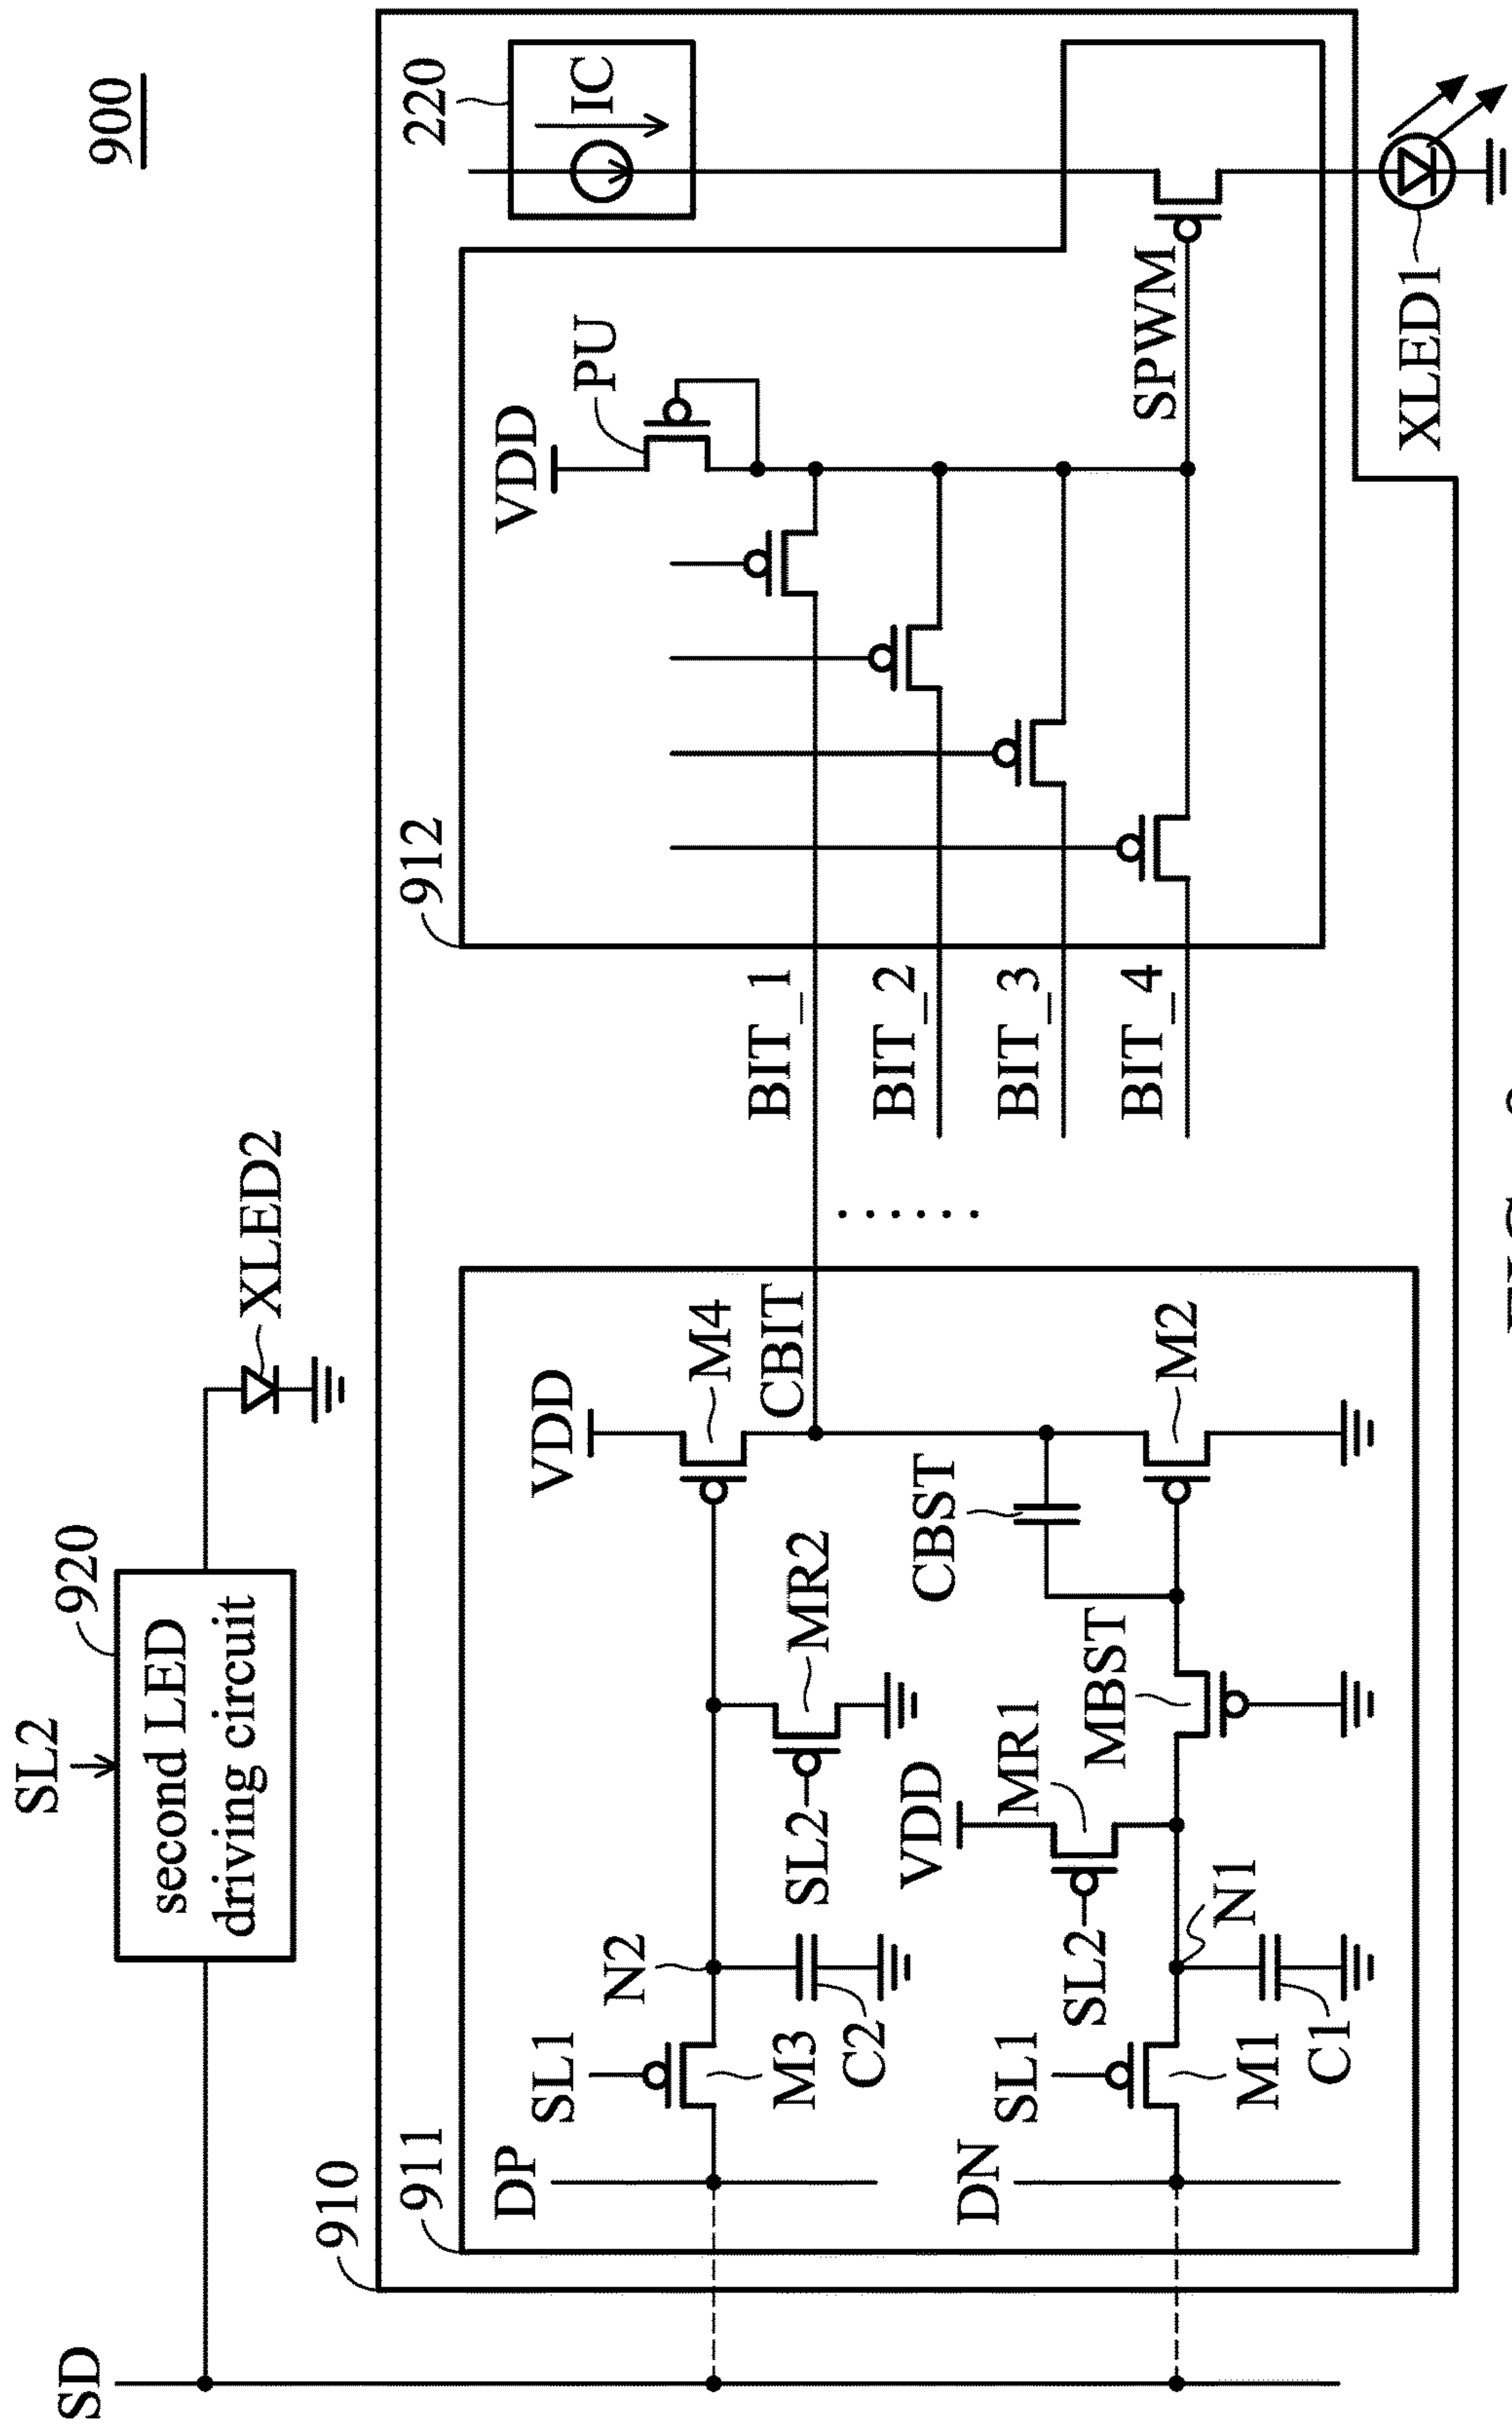 900
SD
SL2
920
second LED
driving circuit
XLED2
910
911
DP
SL1
M3
N2
C2
SL2
MR2
VDD
M4
CBIT
CBST
DN
SL1
M1
C1
N1
SL2
VDD
MR1
MBST
M2
BIT_1
BIT_2
BIT_3
BIT_4
912
VDD
PU
SPWM
220
IC
XLED1